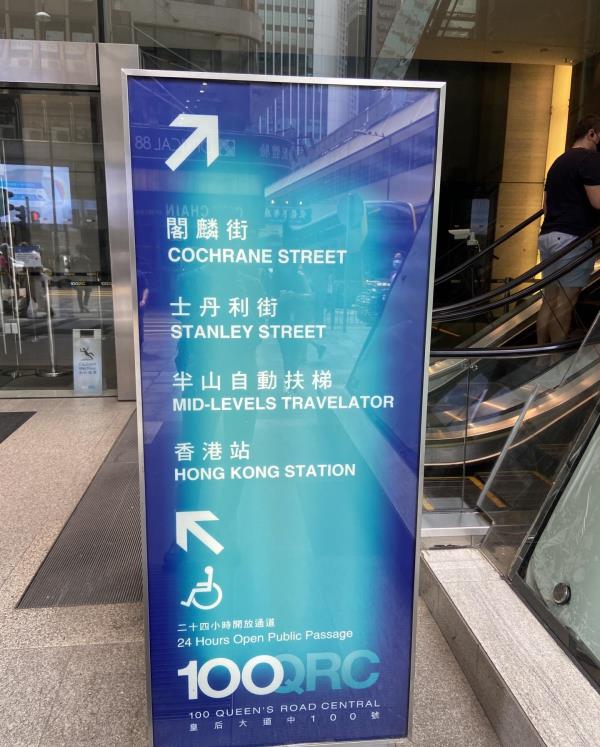 閣麟街
COCHRANE STREET
士丹利街
STANLEY STREET
半山自動扶梯
MID-LEVELS TRAVELATOR
香港站
HONG KONG STATION
二十四小時開放通道
24 Hours Open Public Passage
100QRC
100 QUEEN'S ROAD CENTRAL
皇后大道中100號